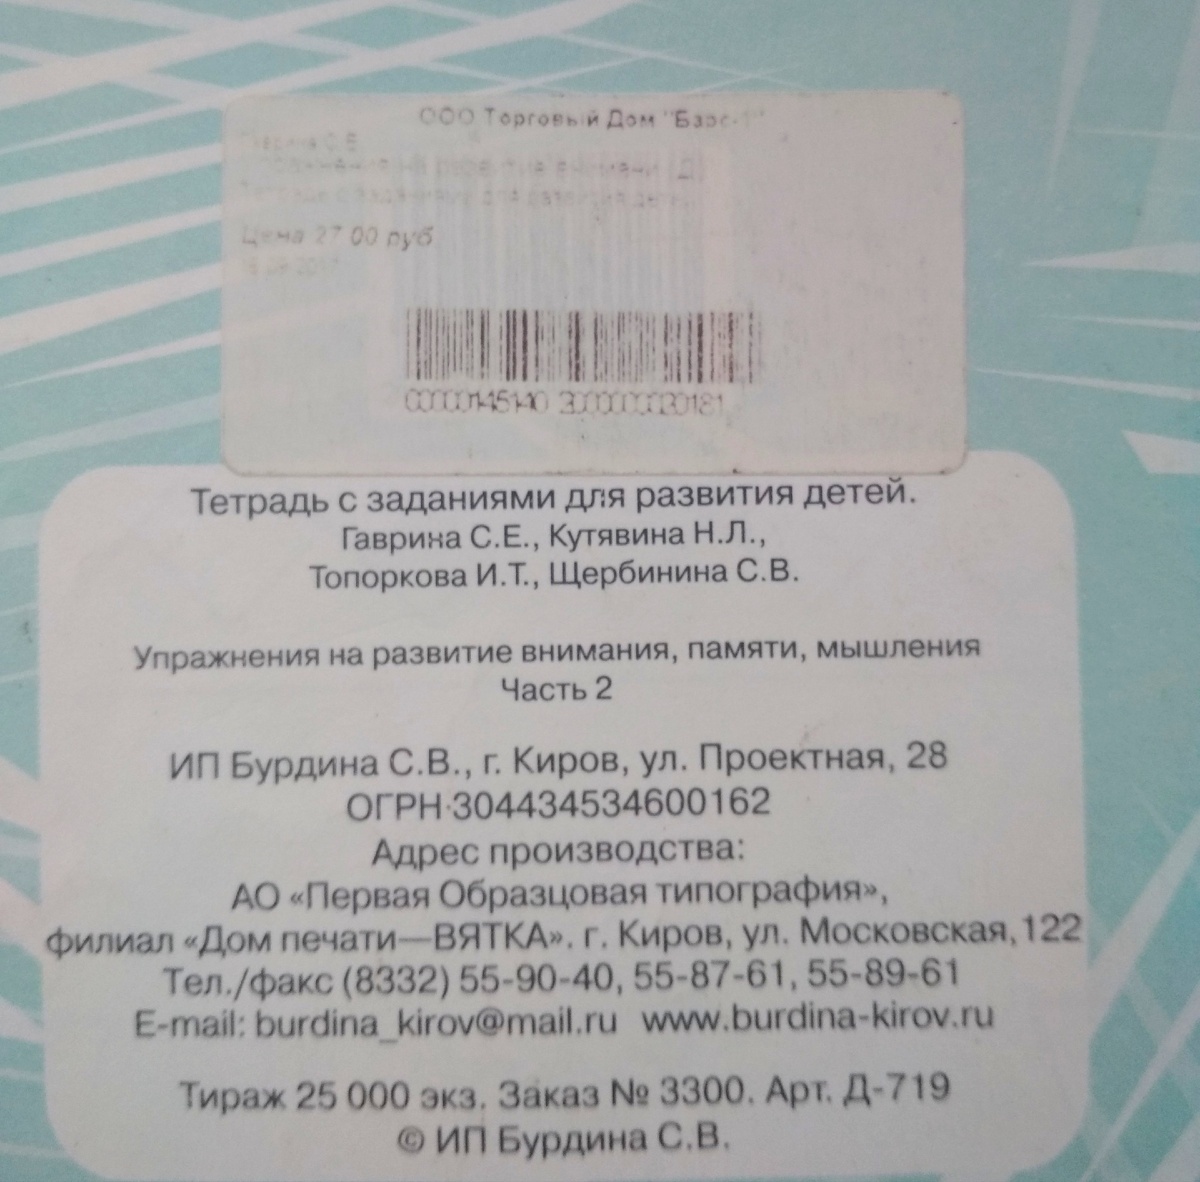 ООО Торговый Дом
Цена 27 00 руб
Тетрадь с заданиями для развития детей.
Гаврина С.Е., Кутявина Н.Л.,
Топоркова И.Т., Щербинина С.В.
Упражнения на развитие внимания, памяти, мышления
Часть 2
ИП Бурдина С.В., г. Киров, ул. Проектная, 28
ОГРН 304434534600162
Адрес производства:
АО «Первая Образцовая типография»,
филиал «Дом печати—ВЯТКА». г. Киров, ул. Московская, 122
Тел./факс (8332) 55-90-40, 55-87-61, 55-89-61
E-mail: burdina_kirov@mail.ru www.burdina-kirov.ru
Тираж 25 000 экз. Заказ № 3300. Арт. Д-719
© ИП Бурдина С.В.